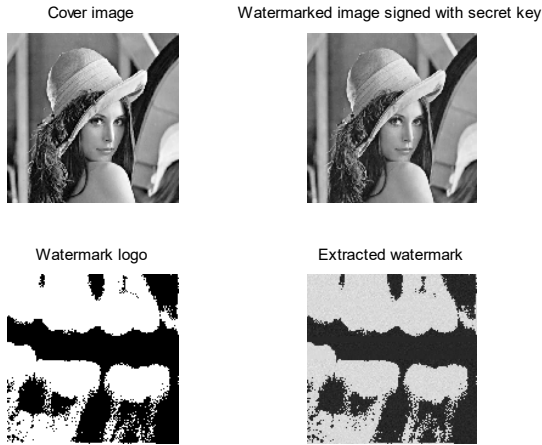 Cover image
Watermarked image signed with secret key
Watermark logo
Extracted watermark